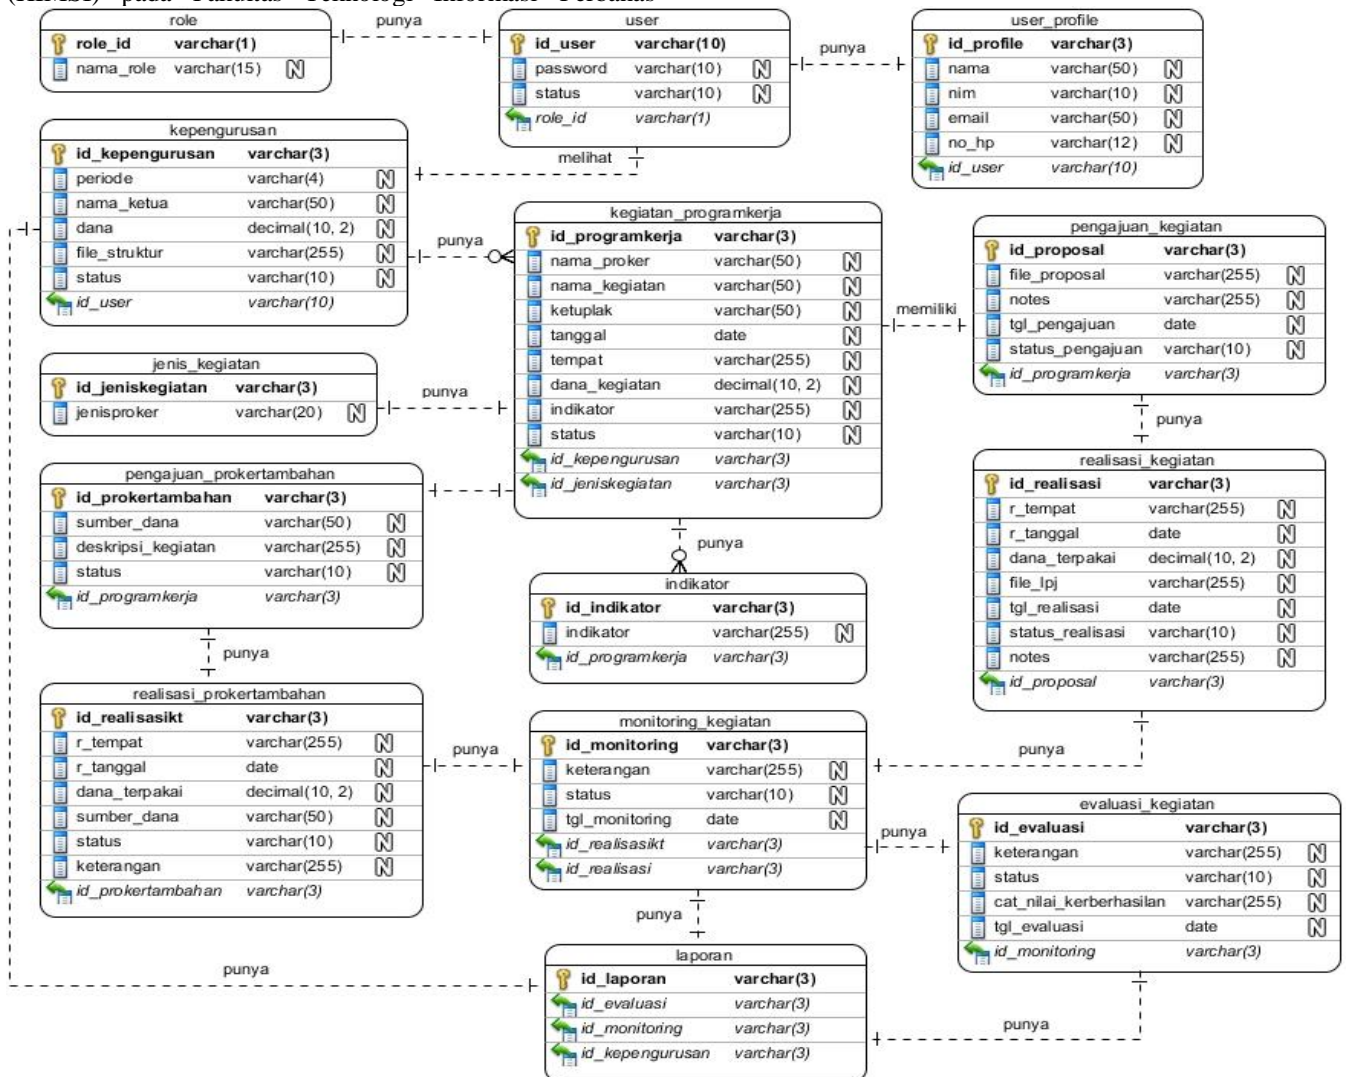 (HIMSI) pada Fakultas Teknologi Informasi Perbanas
role
role_id varchar(1)
nama_role varchar(15) N
punya
user
id_user varchar(10)
password varchar(10) N
status varchar(10) N
role_id varchar(1)
punya
user_profile
id_profile varchar(3)
nama varchar(50) N
nim varchar(10) N
email varchar(50) N
no_hp varchar(12) N
id_user varchar(10)
melihat
kepengurusan
id_kepengurusan varchar(3)
periode varchar(4) N
nama_ketua varchar(50) N
dana decimal(10, 2) N
file_struktur varchar(255) N
status varchar(10) N
id_user varchar(10)
punya
kegiatan_programkerja
id_programkerja varchar(3)
nama_proker varchar(50) N
nama_kegiatan varchar(50) N
ketuplak varchar(50) N
tanggal date N
tempat varchar(255) N
dana_kegiatan decimal(10, 2) N
indikator varchar(255) N
status varchar(10) N
id_kepengurusan varchar(3)
id_jeniskegiatan varchar(3)
memiliki
pengajuan_kegiatan
id_proposal varchar(3)
file_proposal varchar(255) N
notes varchar(255) N
tgl_pengajuan date N
status_pengajuan varchar(10) N
id_programkerja varchar(3)
punya
jenis_kegiatan
id_jeniskegiatan varchar(3)
jenisproker varchar(20) N
punya
pengajuan_prokertambahan
id_prokertambahan varchar(3)
sumber_dana varchar(50) N
deskripsi_kegiatan varchar(255) N
status varchar(10) N
id_programkerja varchar(3)
punya
punya
indikator
id_indikator varchar(3)
indikator varchar(255) N
id_programkerja varchar(3)
realisasi_kegiatan
id_realisasi varchar(3)
r_tempat varchar(255) N
r_tanggal date N
dana_terpakai decimal(10, 2) N
file_lpj varchar(255) N
tgl_realisasi date N
status_realisasi varchar(10) N
notes varchar(255) N
id_proposal varchar(3)
punya
realisasi_prokertambahan
id_realisasikt varchar(3)
r_tempat varchar(255) N
r_tanggal date N
dana_terpakai decimal(10, 2) N
sumber_dana varchar(50) N
status varchar(10) N
keterangan varchar(255) N
id_prokertambahan varchar(3)
punya
monitoring_kegiatan
id_monitoring varchar(3)
keterangan varchar(255) N
status varchar(10) N
tgl_monitoring date N
id_realisasikt varchar(3)
id_realisasi varchar(3)
punya
evaluasi_kegiatan
id_evaluasi varchar(3)
keterangan varchar(255) N
status varchar(10) N
cat_nilai_kerberhasilan varchar(255) N
tgl_evaluasi date N
id_monitoring varchar(3)
punya
punya
laporan
id_laporan varchar(3)
id_evaluasi varchar(3)
id_monitoring varchar(3)
id_kepengurusan varchar(3)
punya